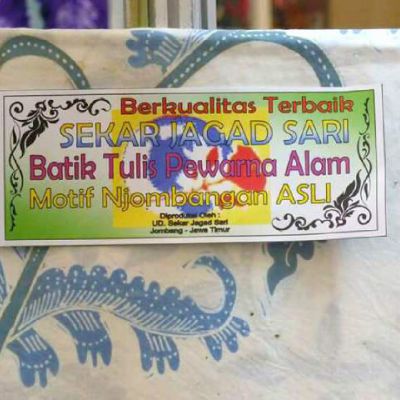 Berkualitas Terbaik
SEKAR JAGAD SARI
Batik Tulis Pewarna Alam
Motif Njombangan ASLI
Diproduksi Oleh :
UD. Sekar Jagad Sari
Jombang - Jawa Timur